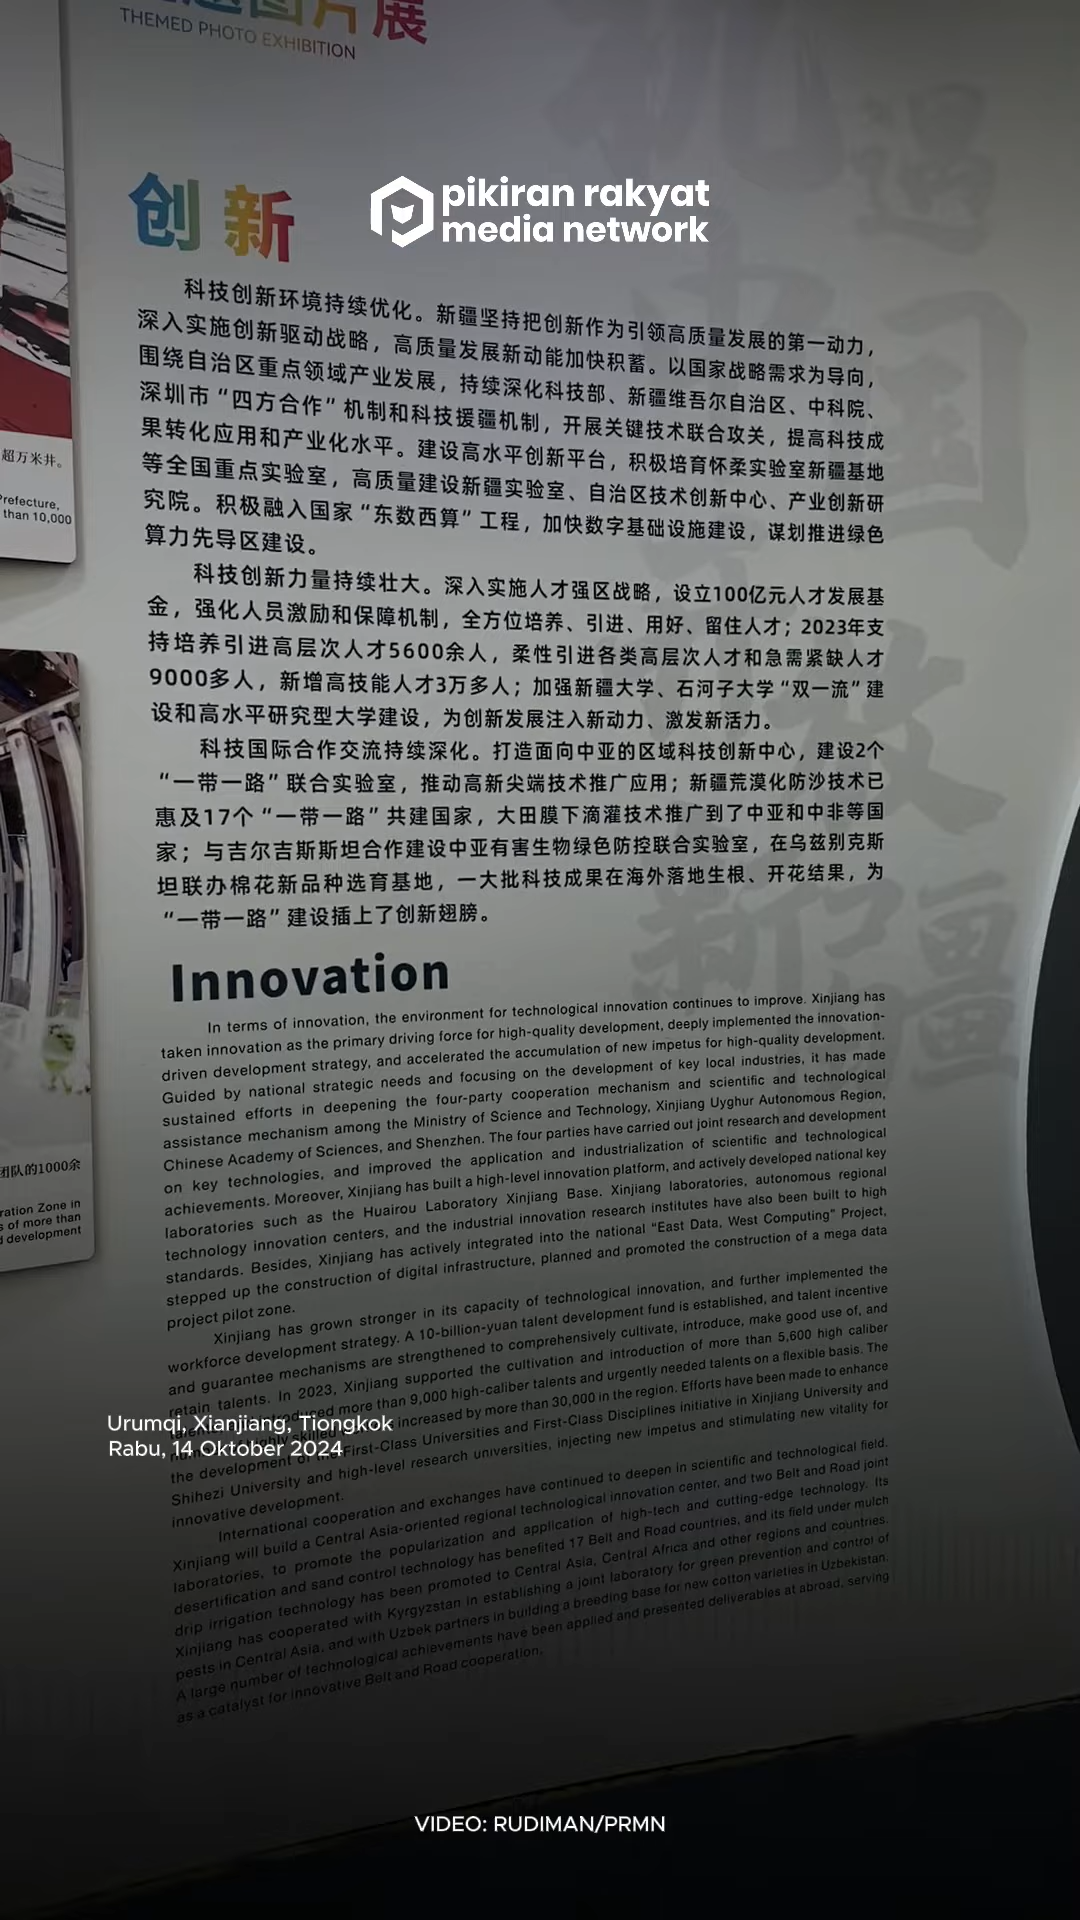 图片展
THEMED PHOTO EXHIBITION
创新
pikiran rakyat
media network
科技创新环境持续优化。新疆坚持把创新作为引领高质量发展的第一动力，
深入实施创新驱动战略，高质量发展新动能加快积蓄。以国家战略需求为导向，
围绕自治区重点领域产业发展，持续深化科技部、新疆维吾尔自治区、中科院、
深圳市“四方合作”机制和科技援疆机制，开展关键技术联合攻关，提高科技成
果转化应用和产业化水平。建设高水平创新平台，积极培育怀柔实验室新疆基地
等全国重点实验室，高质量建设新疆实验室、自治区技术创新中心、产业创新研
究院。积极融入国家“东数西算”工程，加快数字基础设施建设，谋划推进绿色
算力先导区建设。
科技创新力量持续壮大。深入实施人才强区战略，设立100亿元人才发展基
金，强化人员激励和保障机制，全方位培养、引进、用好、留住人才；2023年支
持培养引进高层次人才5600余人，柔性引进各类高层次人才和急需紧缺人才
9000多人，新增高技能人才3万多人；加强新疆大学、石河子大学“双一流”建
设和高水平研究型大学建设，为创新发展注入新动力、激发新活力。
科技国际合作交流持续深化。打造面向中亚的区域科技创新中心，建设2个
“一带一路”联合实验室，推动高新尖端技术推广应用；新疆荒漠化防沙技术已
惠及17个“一带一路”共建国家，大田膜下滴灌技术推广到了中亚和中非等国
家；与吉尔吉斯斯坦合作建设中亚有害生物绿色防控联合实验室，在乌兹别克斯
坦联办棉花新品种选育基地，一大批科技成果在海外落地生根、开花结果，为
“一带一路”建设插上了创新翅膀。
Innovation
In terms of innovation, the environment for technological innovation continues to improve. Xinjiang has
taken innovation as the primary driving force for high-quality development, deeply implemented the innovation-
driven development strategy, and accelerated the accumulation of new impetus for high-quality development.
Guided by national strategic needs and focusing on the development of key local industries, it has made
sustained efforts in deepening the four-party cooperation mechanism and scientific and technological
assistance mechanism among the Ministry of Science and Technology, Xinjiang Uyghur Autonomous Region,
Chinese Academy of Sciences, and Shenzhen. The four parties have carried out joint research and development
on key technologies, and improved the application and industrialization of scientific and technological
achievements. Moreover, Xinjiang has built a high-level innovation platform, and actively developed national key
laboratories such as the Huairou Laboratory Xinjiang Base. Xinjiang laboratories, autonomous regional
technology innovation centers, and the industrial innovation research institutes have also been built to high
standards. Besides, Xinjiang has actively integrated into the national “East Data, West Computing” Project,
stepped up the construction of digital infrastructure, planned and promoted the construction of a mega data
project pilot zone.
Xinjiang has grown stronger in its capacity of technological innovation, and further implemented the
workforce development strategy. A 10-billion-yuan talent development fund is established, and talent incentive
and guarantee mechanisms are strengthened to comprehensively cultivate, introduce, make good use of, and
retain talents. In 2023, Xinjiang supported the cultivation and introduction of more than 5,600 high caliber
introduced more than 9,000 high-caliber talents and urgently needed talents on a flexible basis. The
highly skilled increased by more than 30,000 in the region. Efforts have been made to enhance
the development of the First-Class Universities and First-Class Disciplines initiative in Xinjiang University and
Shihezi University and high-level research universities, injecting new impetus and stimulating new vitality for
innovative development.
International cooperation and exchanges have continued to deepen in scientific and technological field.
Xinjiang will build a Central Asia-oriented regional technological innovation center, and two Belt and Road joint
laboratories, to promote the popularization and application of high-tech and cutting-edge technology. Its
desertification and sand control technology has benefited 17 Belt and Road countries, and its field under mulch
drip irrigation technology has been promoted to Central Asia, Central Africa and other regions and countries.
Xinjiang has cooperated with Kyrgyzstan in establishing a joint laboratory for green prevention and control of
pests in Central Asia, and with Uzbek partners in building a breeding base for new cotton varieties in Uzbekistan.
A large number of technological achievements have been applied and presented deliverables at abroad, serving
as a catalyst for innovative Belt and Road cooperation.
超万米井。
Prefecture,
than 10,000
团队的1000余
ration Zone in
s of more than
d development
Urumqi, Xianjiang, Tiongkok
Rabu, 14 Oktober 2024
VIDEO: RUDIMAN/PRMN